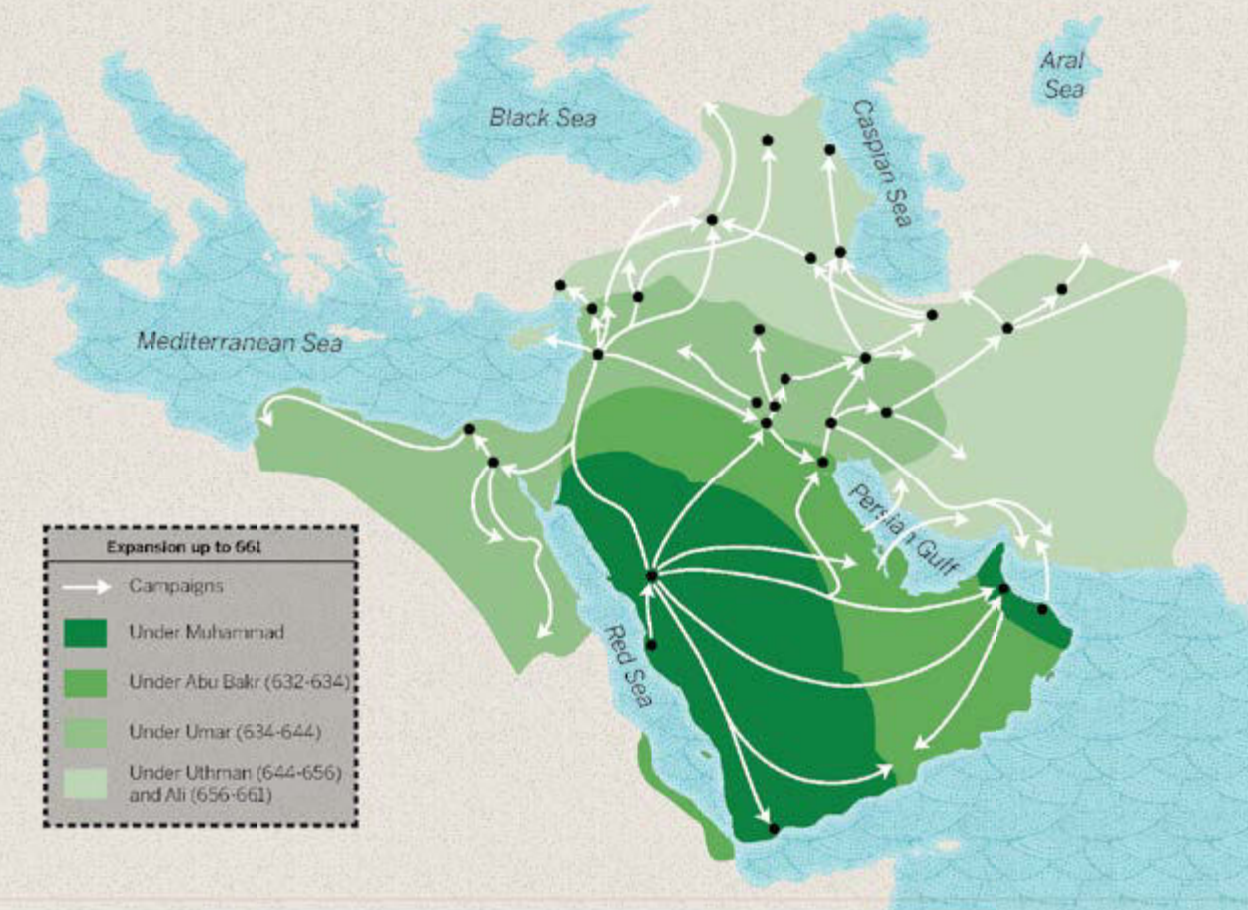 Black Sea
Aral
Sea
Caspian Sea
Mediterranean Sea
Persian Gulf
Red Sea
Expansion up to 661
Campaigns
Under Muhammad
Under Abu Bakr (632-634)
Under Umar (634-644)
Under Uthman (644-656)
and Ali (656-661)